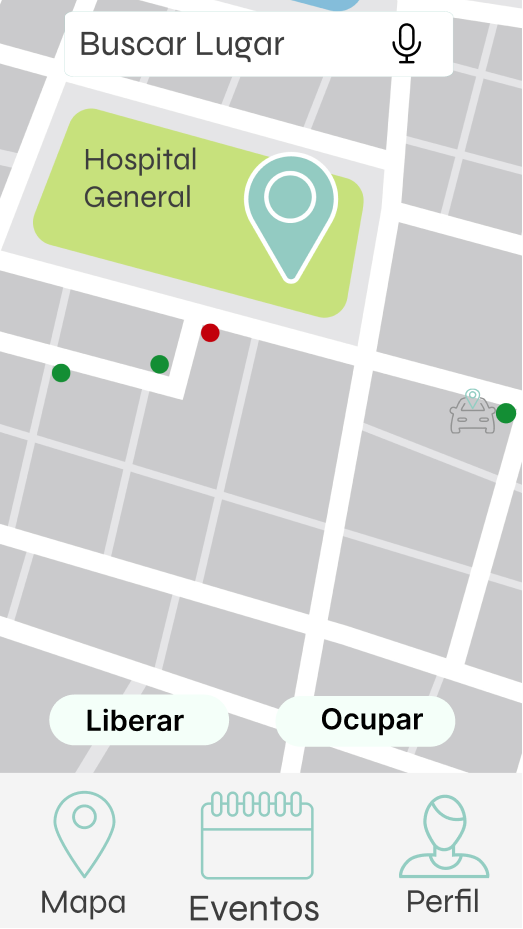 Buscar Lugar
Hospital
General
Liberar
Ocupar
Mapa
Eventos
Perfil